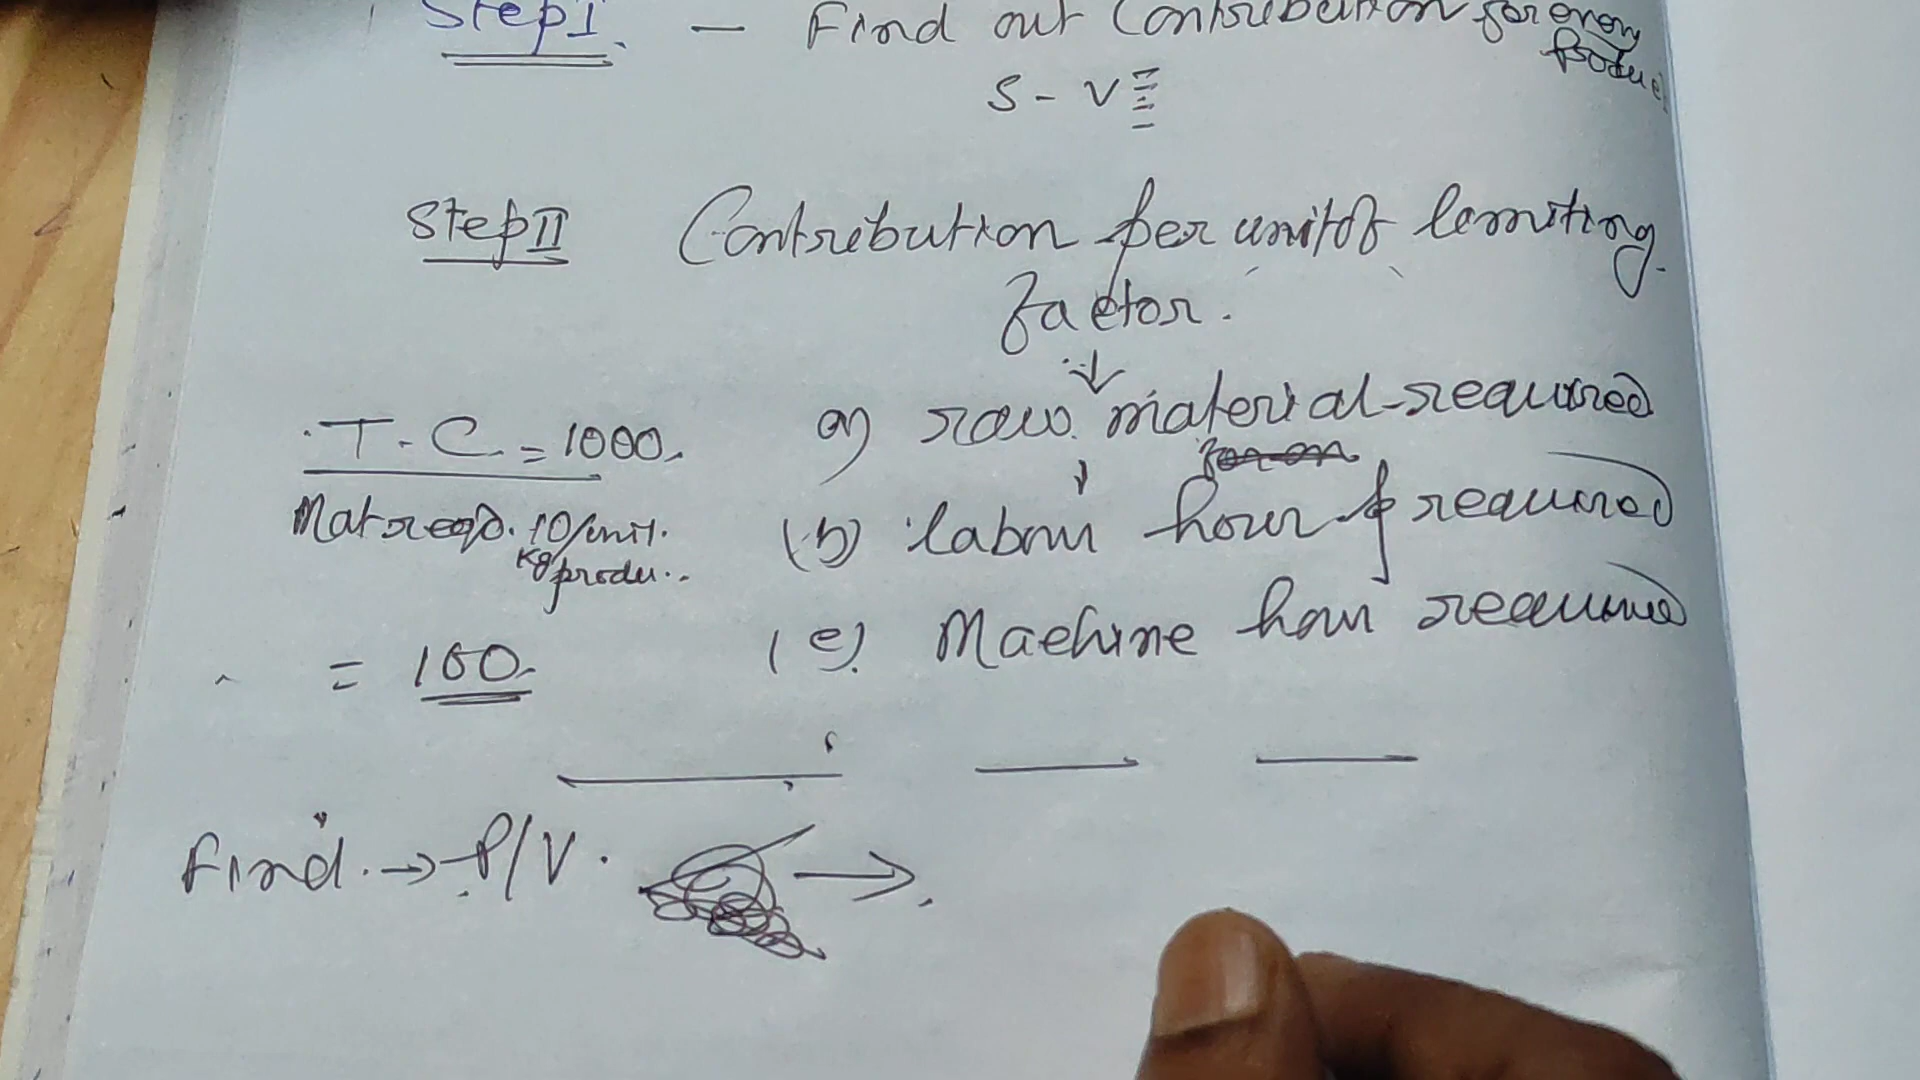 Step I. - Find out Contribution for every
Produc
S - V
Step II Contribution per unit of limiting
factor.
T.C = 1000.
a) raw material required
Mat reqd. 10/unit.
kg produ..
(b) labour hour required
= 100.
(c). Machine hour required
Find. → P/V. →.